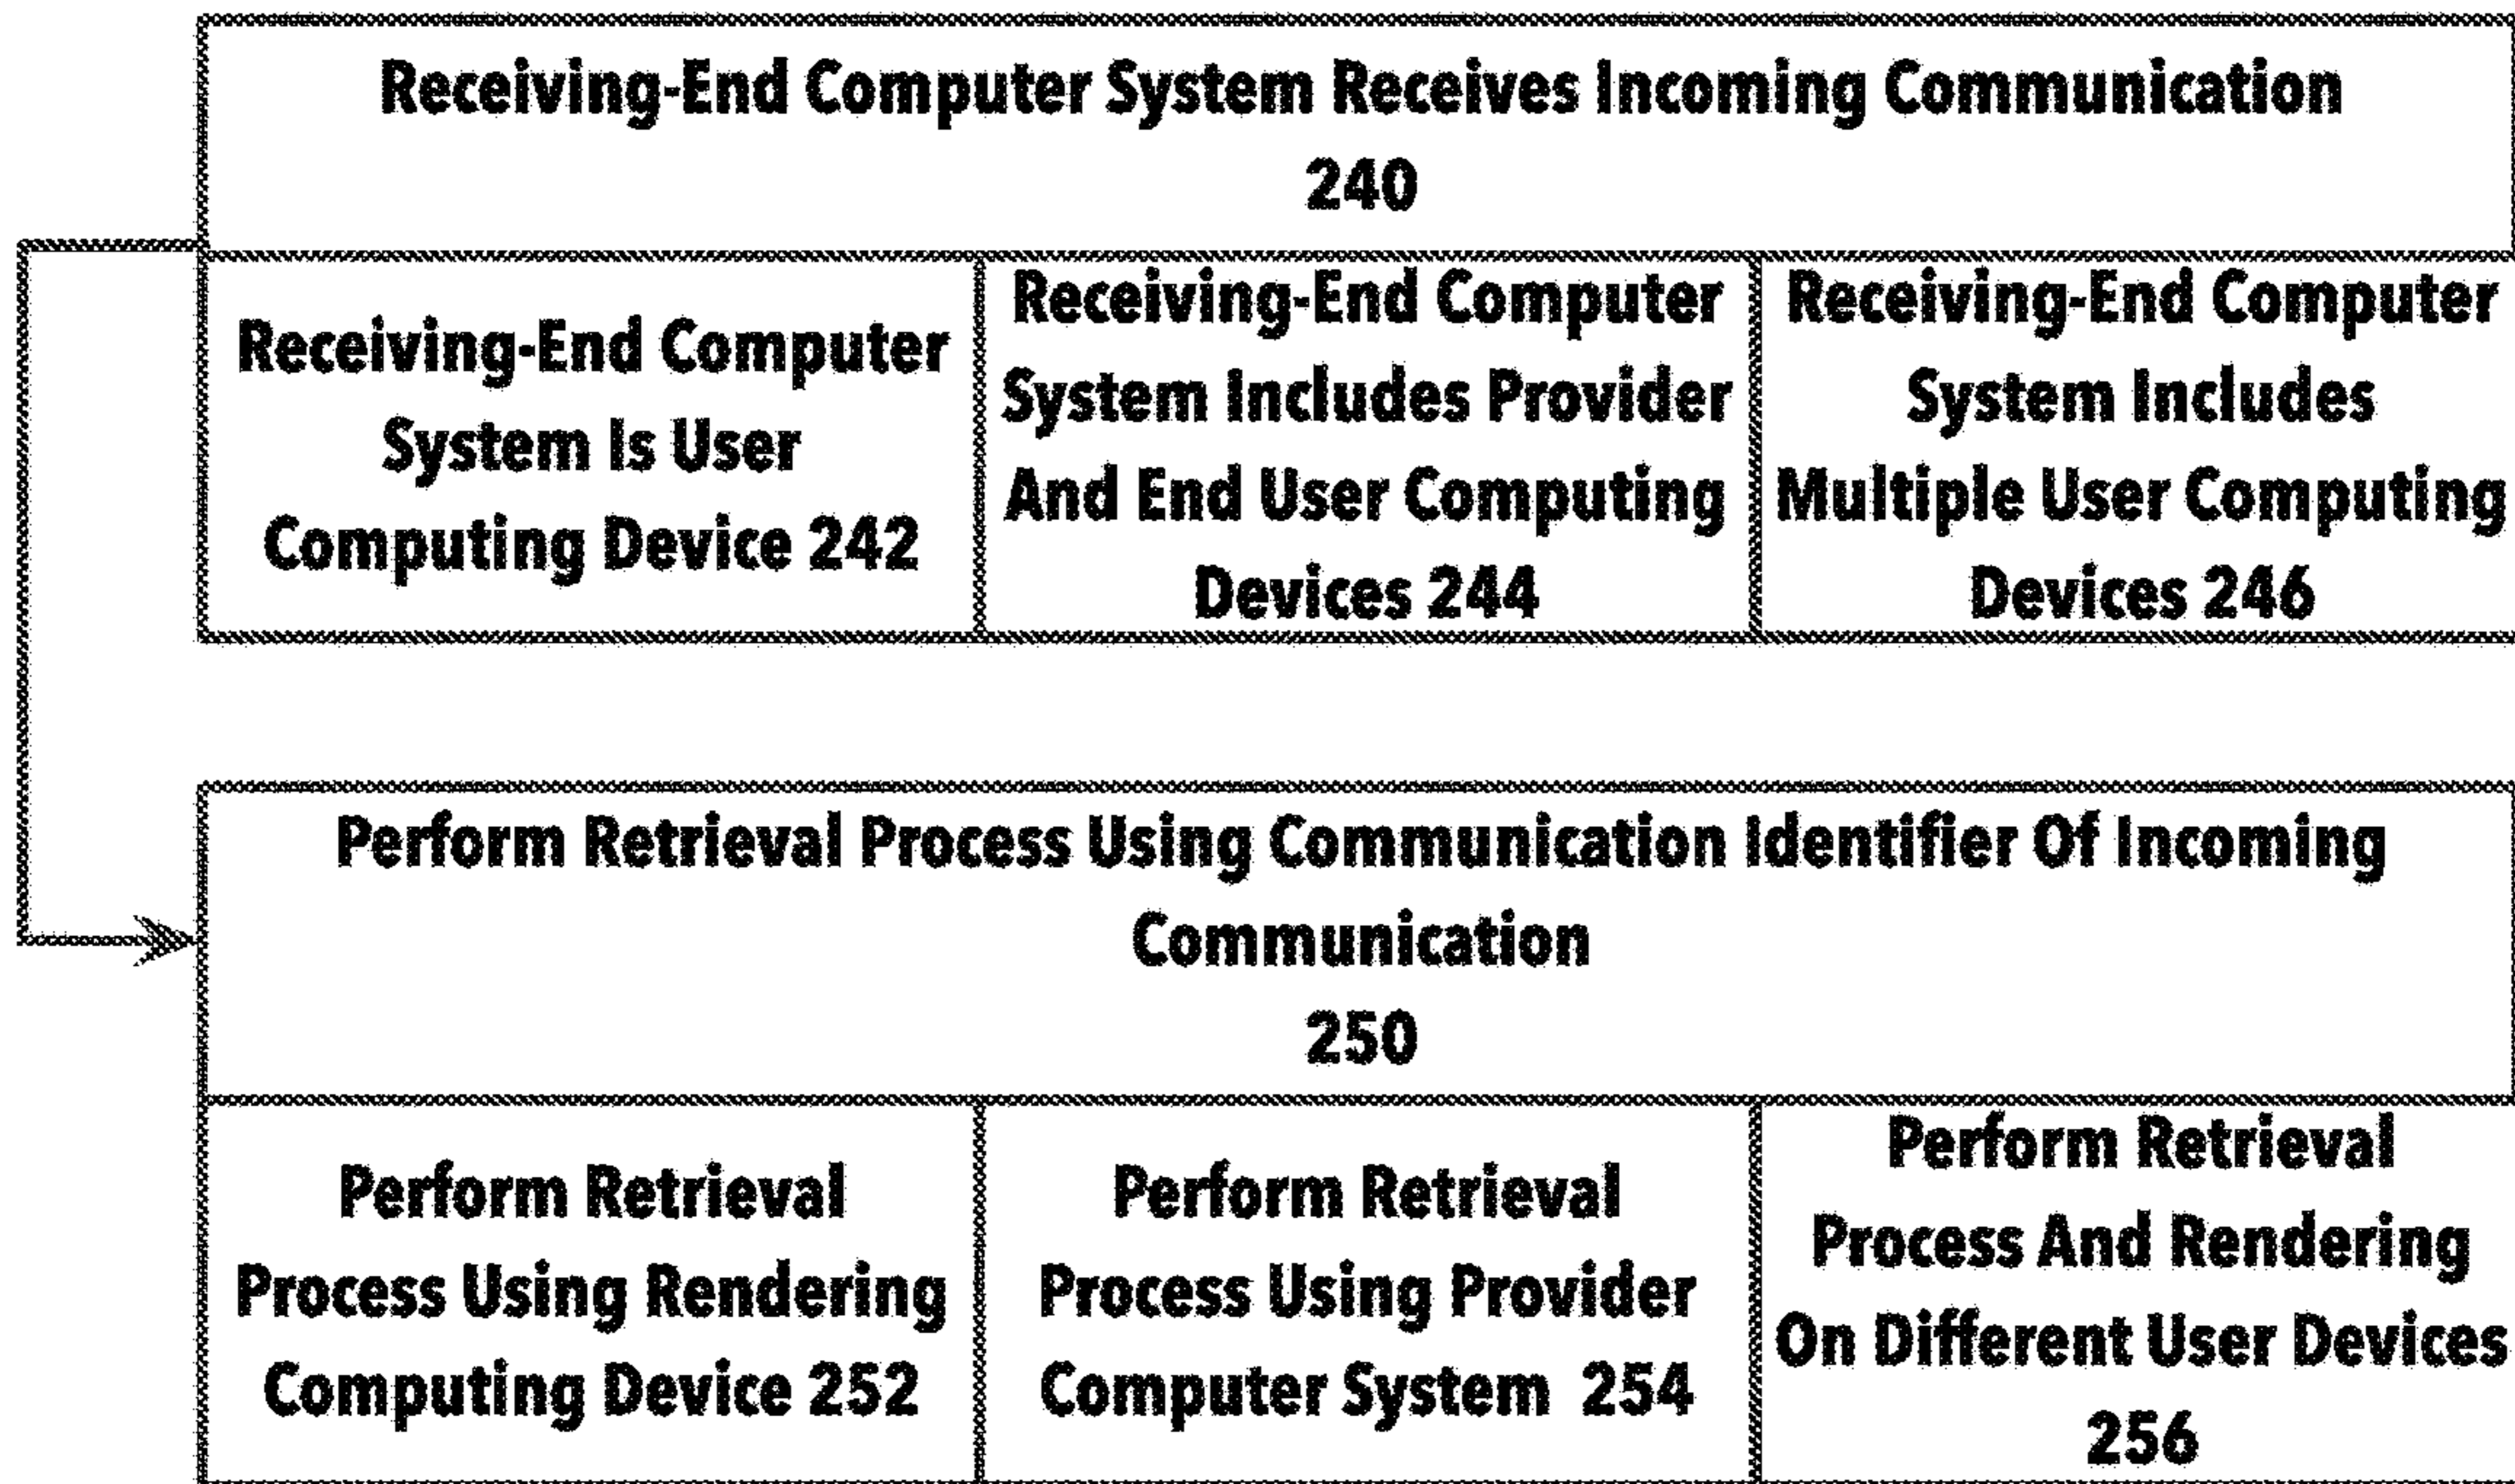 Receiving-End Computer System Receives Incoming Communication
240
Receiving-End Computer
System Is User
Computing Device 242
Receiving-End Computer
System Includes Provider
And End User Computing
Devices 244
Receiving-End Computer
System Includes
Multiple User Computing
Devices 246
Perform Retrieval Process Using Communication Identifier Of Incoming
Communication
250
Perform Retrieval
Process Using Rendering
Computing Device 252
Perform Retrieval
Process Using Provider
Computer System 254
Perform Retrieval
Process And Rendering
On Different User Devices
256